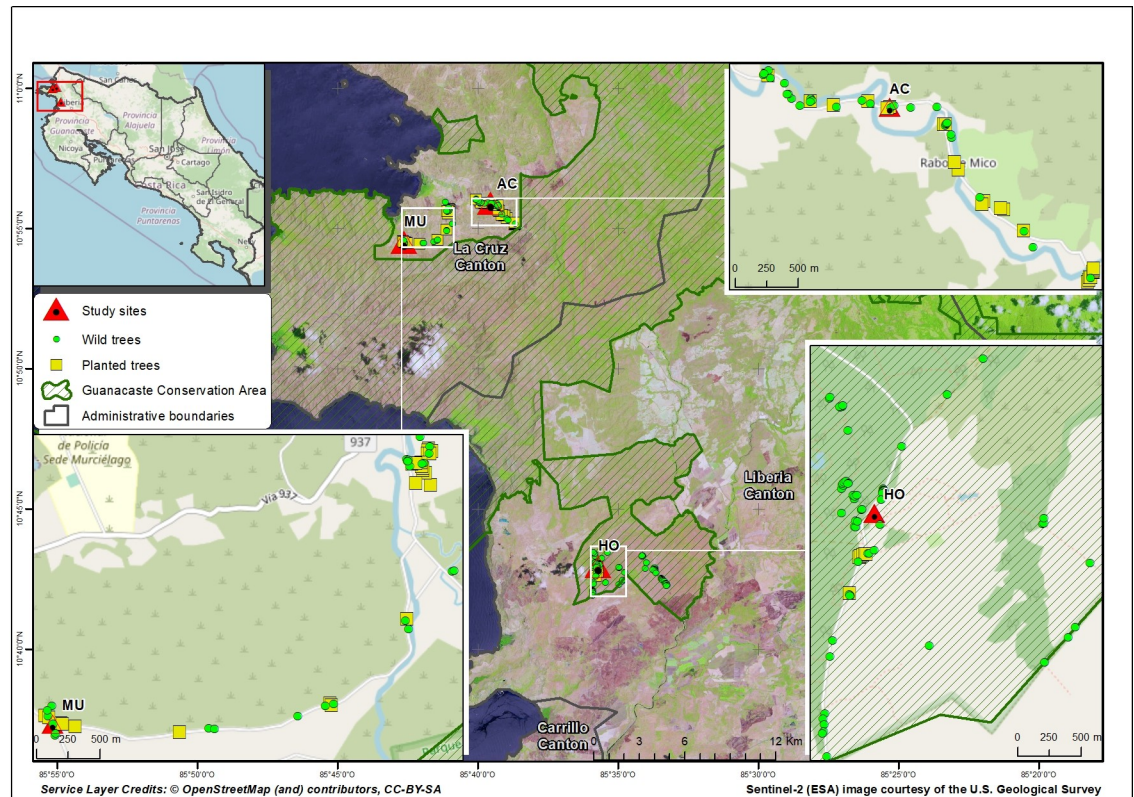 11°0'0"N
10°55'0"N
10°50'0"N
10°45'0"N
10°40'0"N
San Carlos
Liberia
Provincia
Guanacaste
Provincia
Alajuela
Provincia
Limón
Nicoya
Puntarenas
San José
Cartago
Costa Rica
San Isidro
de El General
Provincia
Puntarenas
Study sites
Wild trees
Planted trees
Guanacaste Conservation Area
Administrative boundaries
AC
MU
La Cruz
Canton
Liberia
Canton
HO
Carrillo
Canton
0 3 6 9 12 Km
AC
Rabo de Mico
0 250 500 m
de Policía
Sede Murciélago
937
Vía 937
MU
0 250 500 m
HO
0 250 500 m
85°55'0"W
85°50'0"W
85°45'0"W
85°40'0"W
85°35'0"W
85°30'0"W
85°25'0"W
85°20'0"W
Service Layer Credits: © OpenStreetMap (and) contributors, CC-BY-SA
Sentinel-2 (ESA) image courtesy of the U.S. Geological Survey